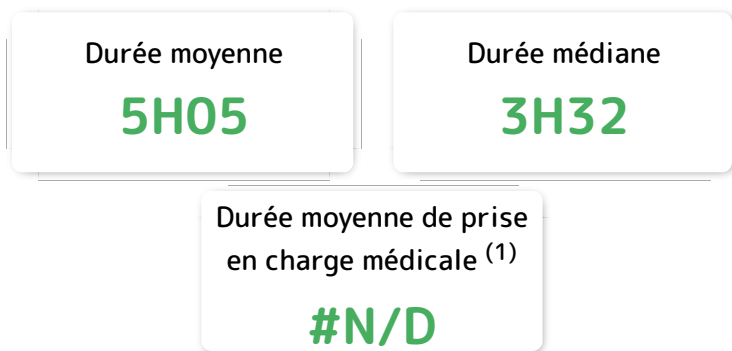 Durée moyenne
5H05
Durée médiane
3H32
Durée moyenne de prise
en charge médicale (1)
#N/D